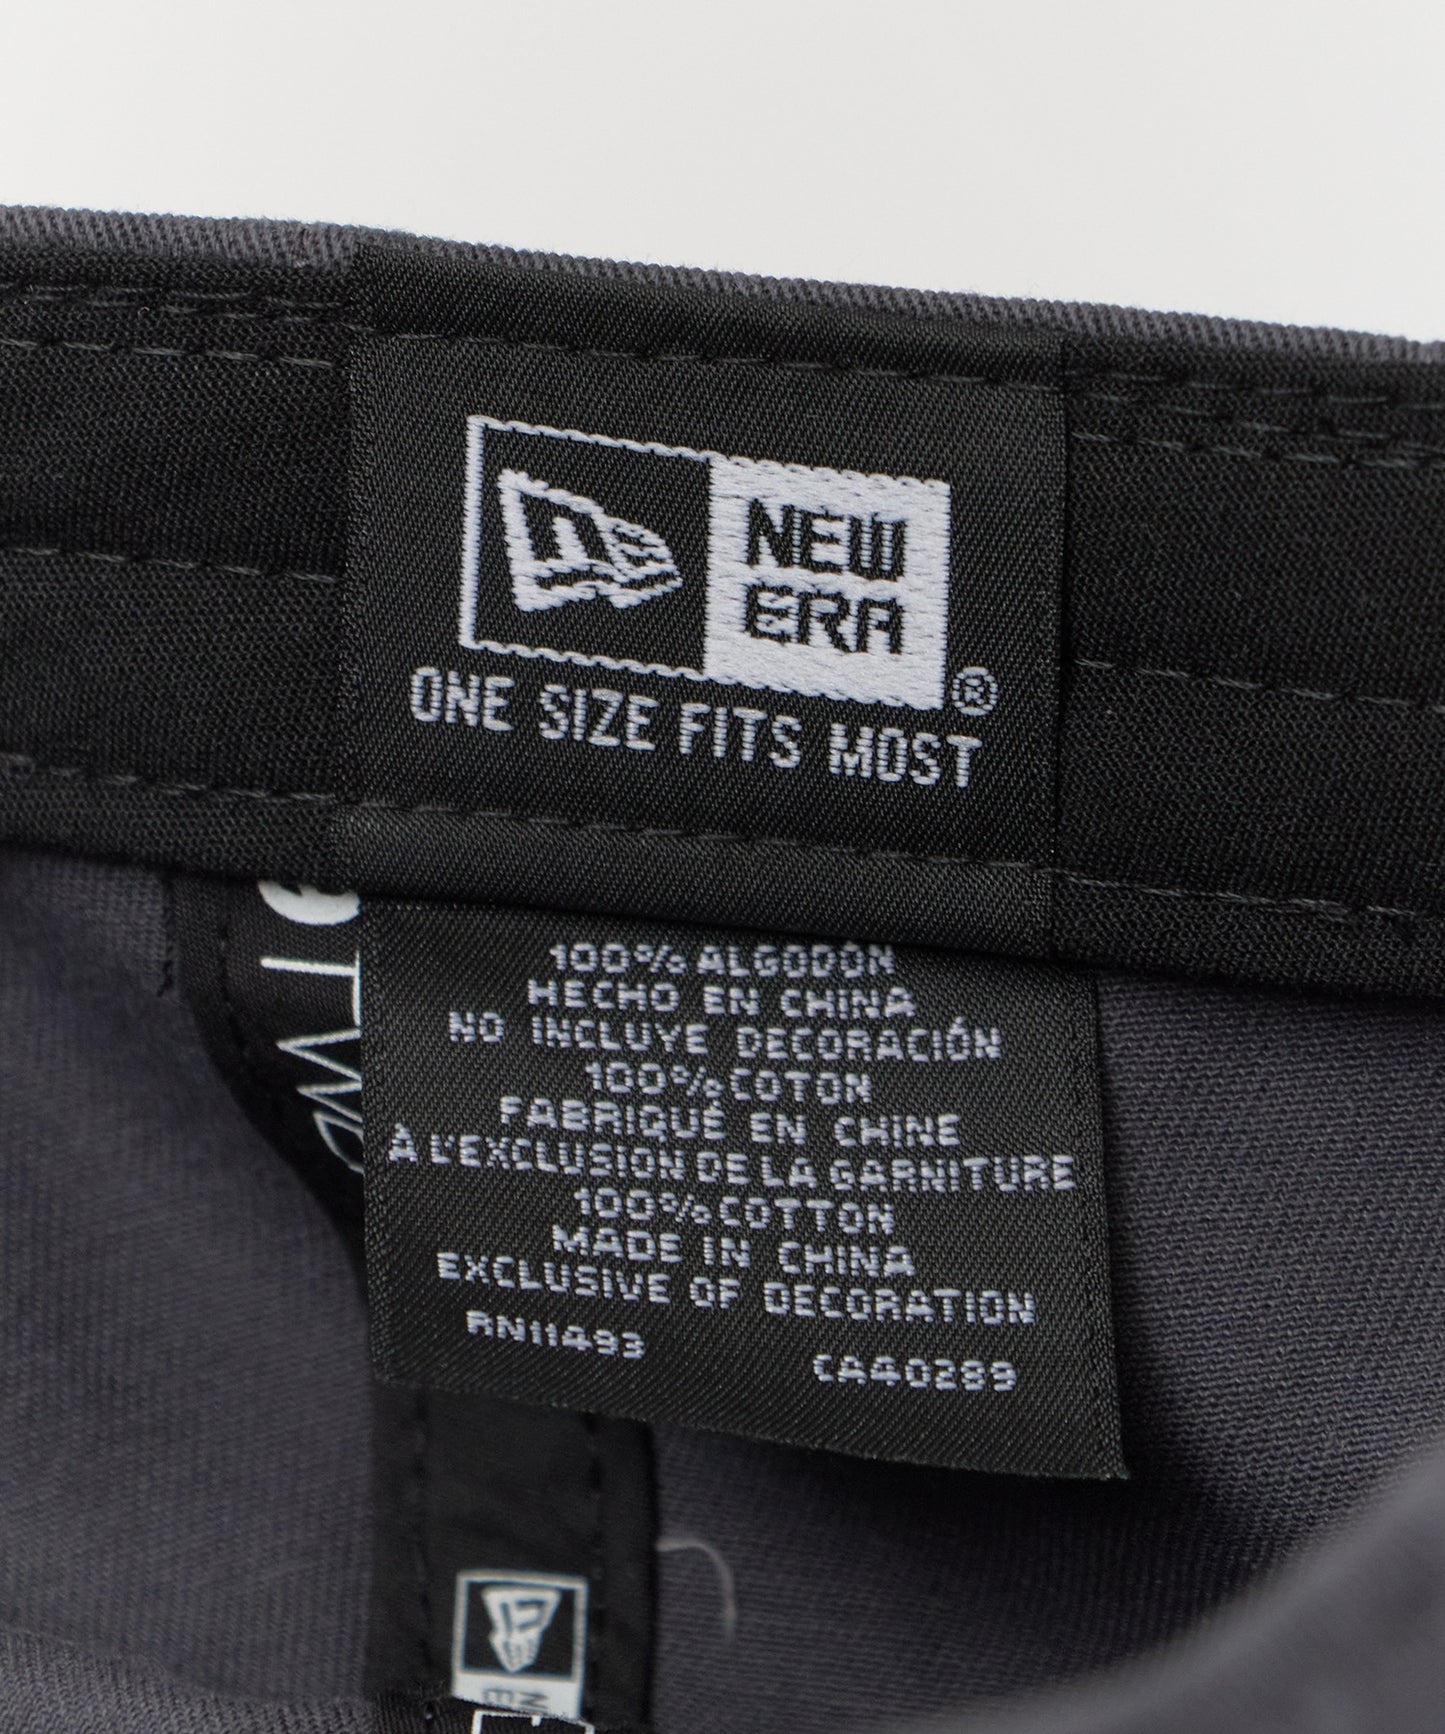 NEW
ERA
®
ONE SIZE FITS MOST
100% ALGODÓN
HECHO EN CHINA
NO INCLUYE DECORACIÓN
100% COTON
FABRIQUÉ EN CHINE
À L'EXCLUSION DE LA GARNITURE
100% COTTON
MADE IN CHINA
EXCLUSIVE OF DECORATION
RN11493
CA40289